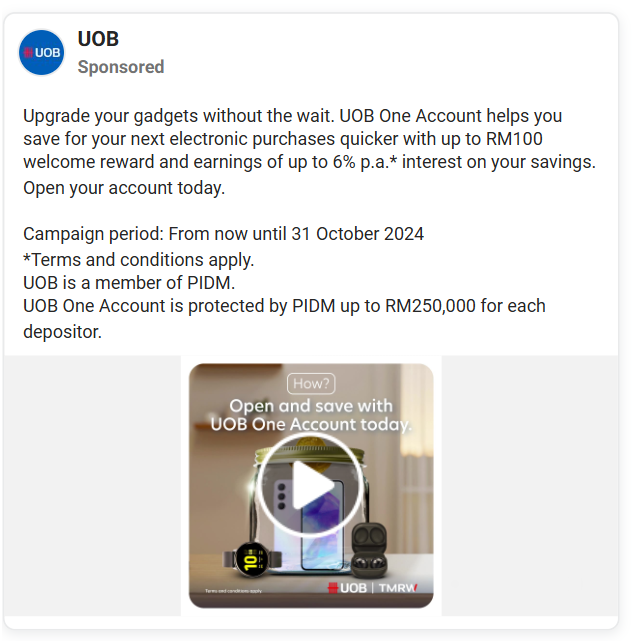 UOB
UOB
Sponsored
Upgrade your gadgets without the wait. UOB One Account helps you
save for your next electronic purchases quicker with up to RM100
welcome reward and earnings of up to 6% p.a.* interest on your savings.
Open your account today.
Campaign period: From now until 31 October 2024
*Terms and conditions apply.
UOB is a member of PIDM.
UOB One Account is protected by PIDM up to RM250,000 for each
depositor.
How?
Open and save with
UOB One Account today.
10
UOB | TMRW
Terms and conditions apply.